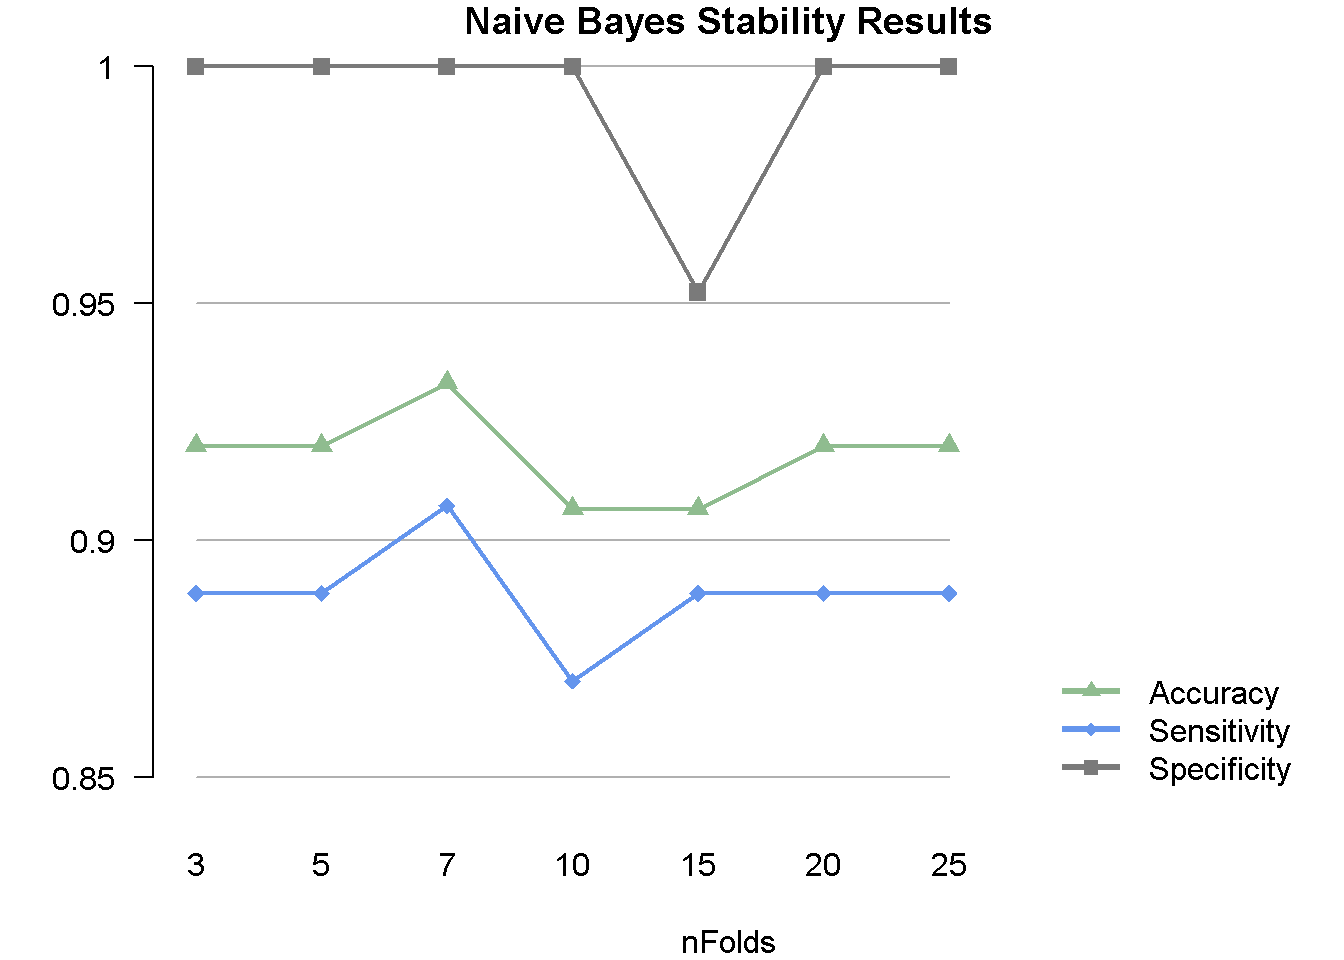 Naive Bayes Stability Results
1
0.95
0.9
0.85
Accuracy
Sensitivity
Specificity
3 5 7 10 15 20 25
nFolds